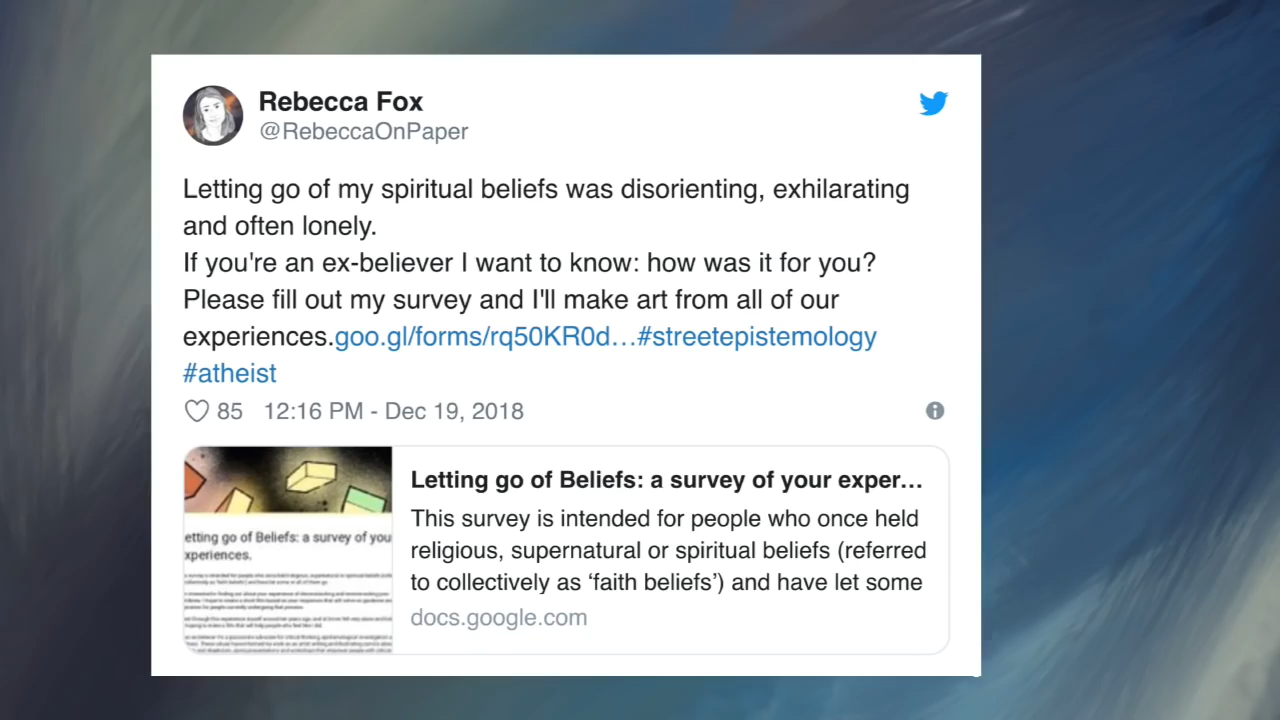 Rebecca Fox
@RebeccaOnPaper
Letting go of my spiritual beliefs was disorienting, exhilarating
and often lonely.
If you're an ex-believer I want to know: how was it for you?
Please fill out my survey and I'll make art from all of our
experiences.goo.gl/forms/rq50KR0d…#streetepistemology
#atheist
85 12:16 PM - Dec 19, 2018
Letting go of Beliefs: a survey of your exper…
This survey is intended for people who once held
religious, supernatural or spiritual beliefs (referred
to collectively as ‘faith beliefs’) and have let some
docs.google.com
etting go of Beliefs: a survey of you
xperiences.